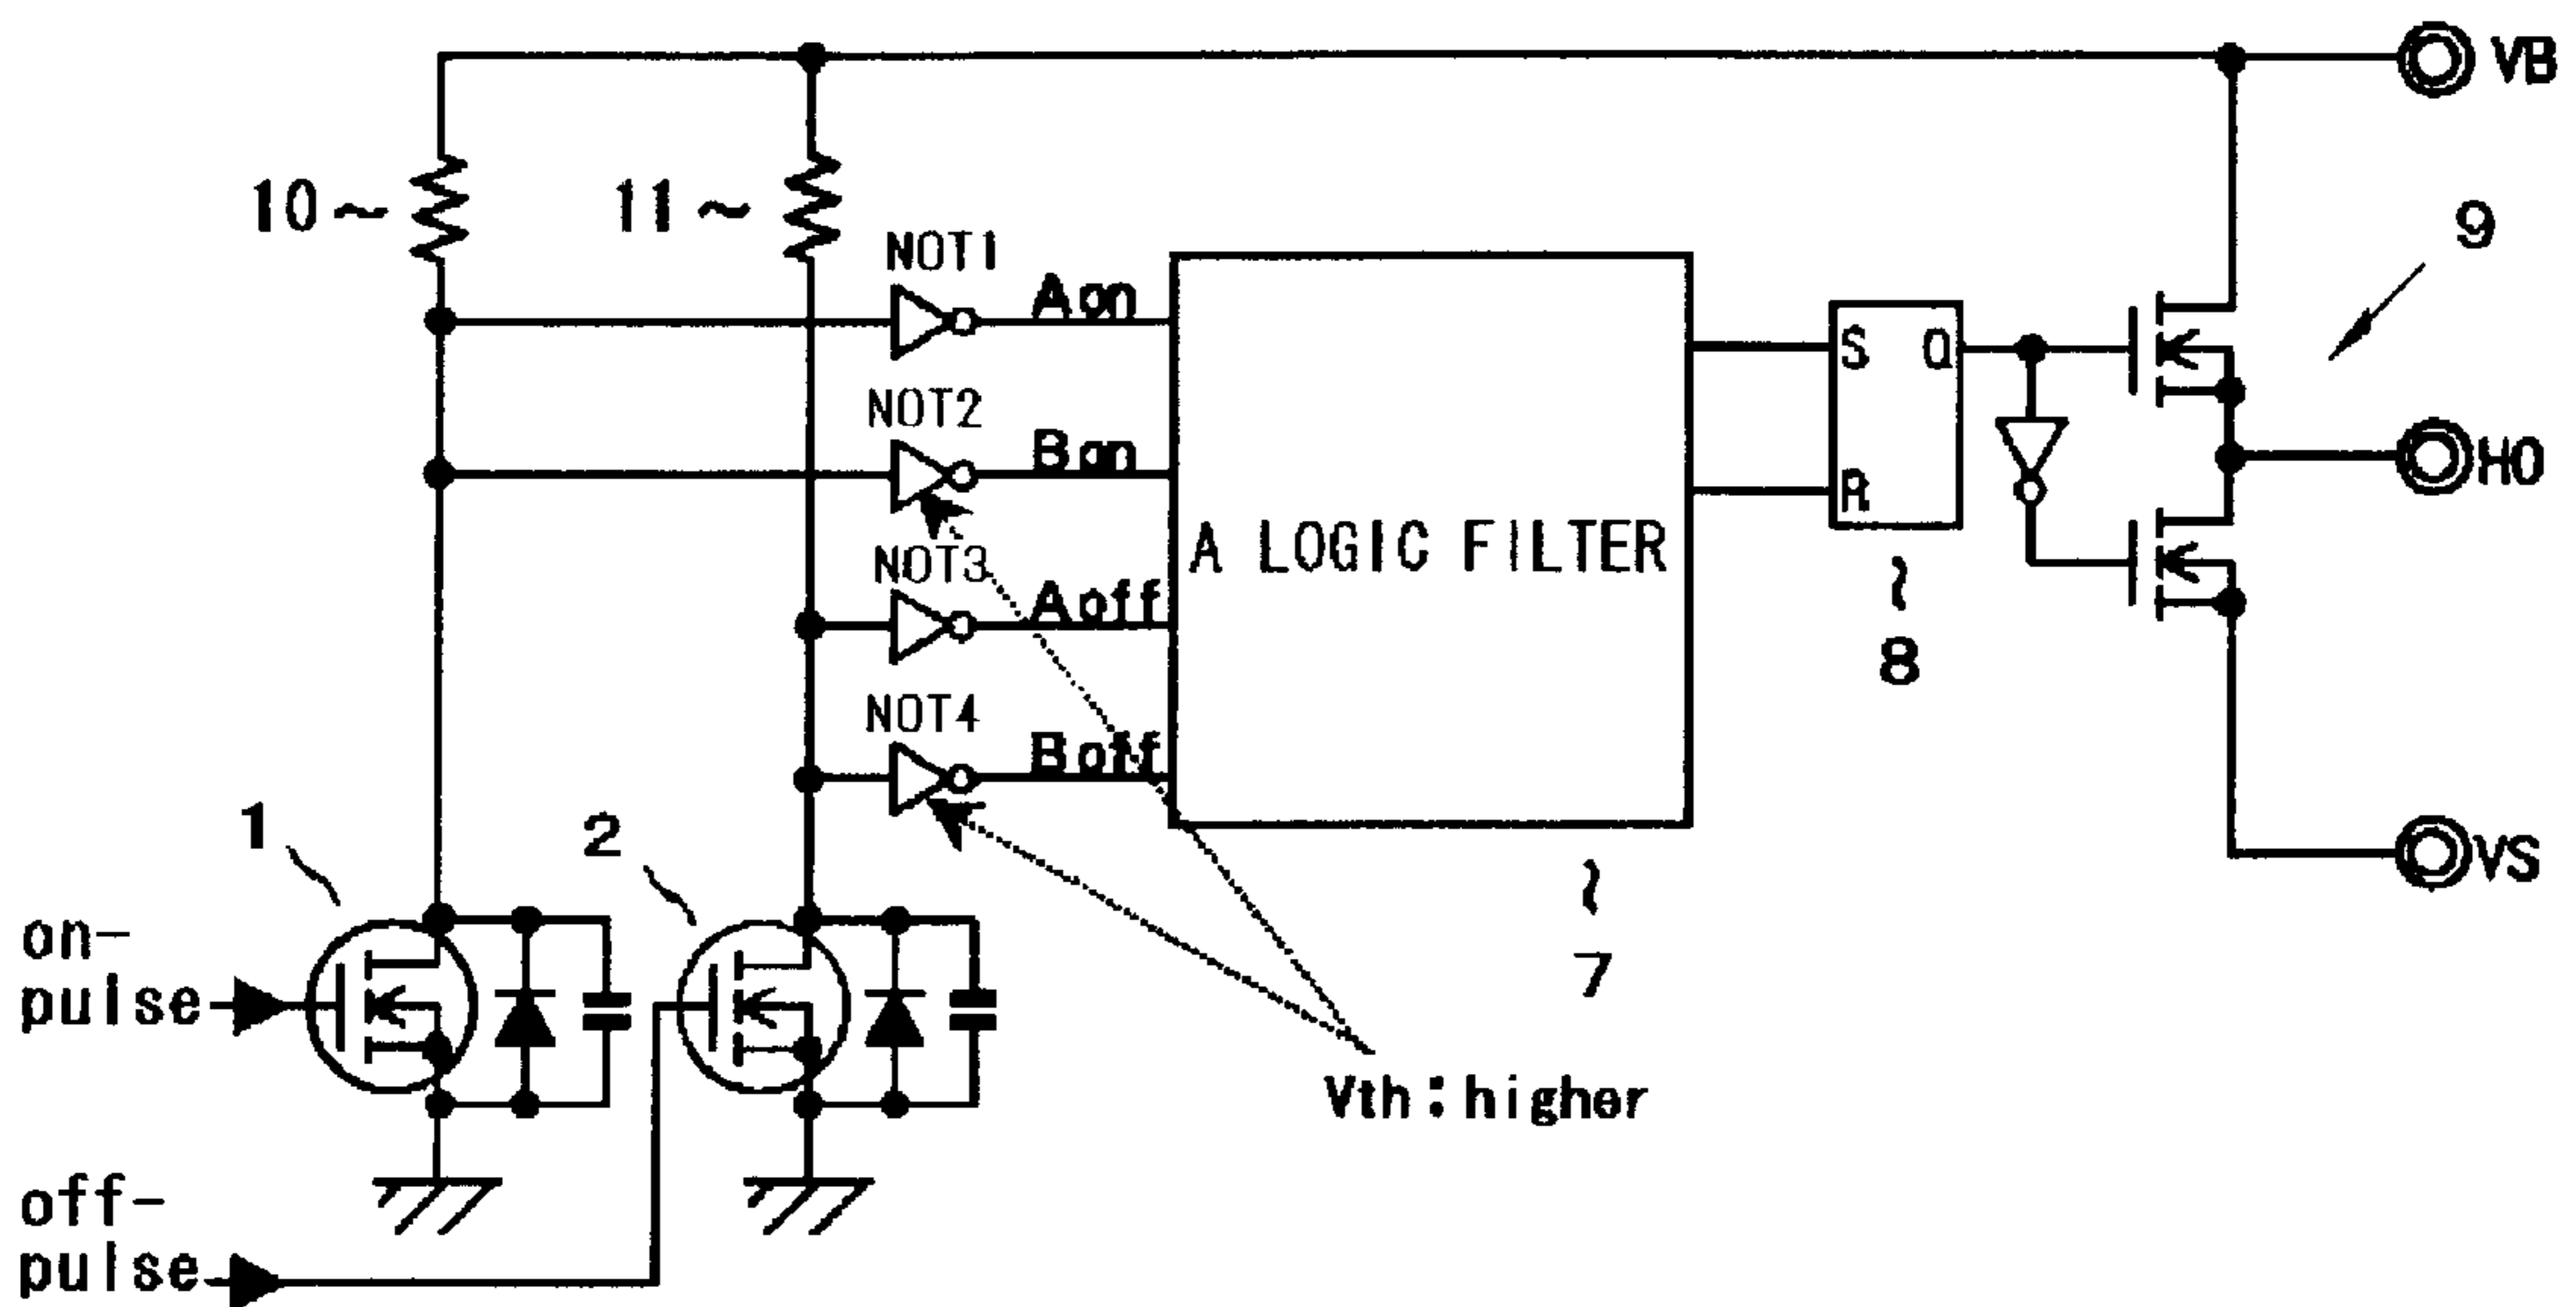 VB
10~
11~
NOT1
Aon
9
S
Q
NOT2
Bon
HO
R
A LOGIC FILTER
NOT3
Aoff
8
NOT4
Boff
1
2
VS
on-
pulse
7
Vth:higher
off-
pulse